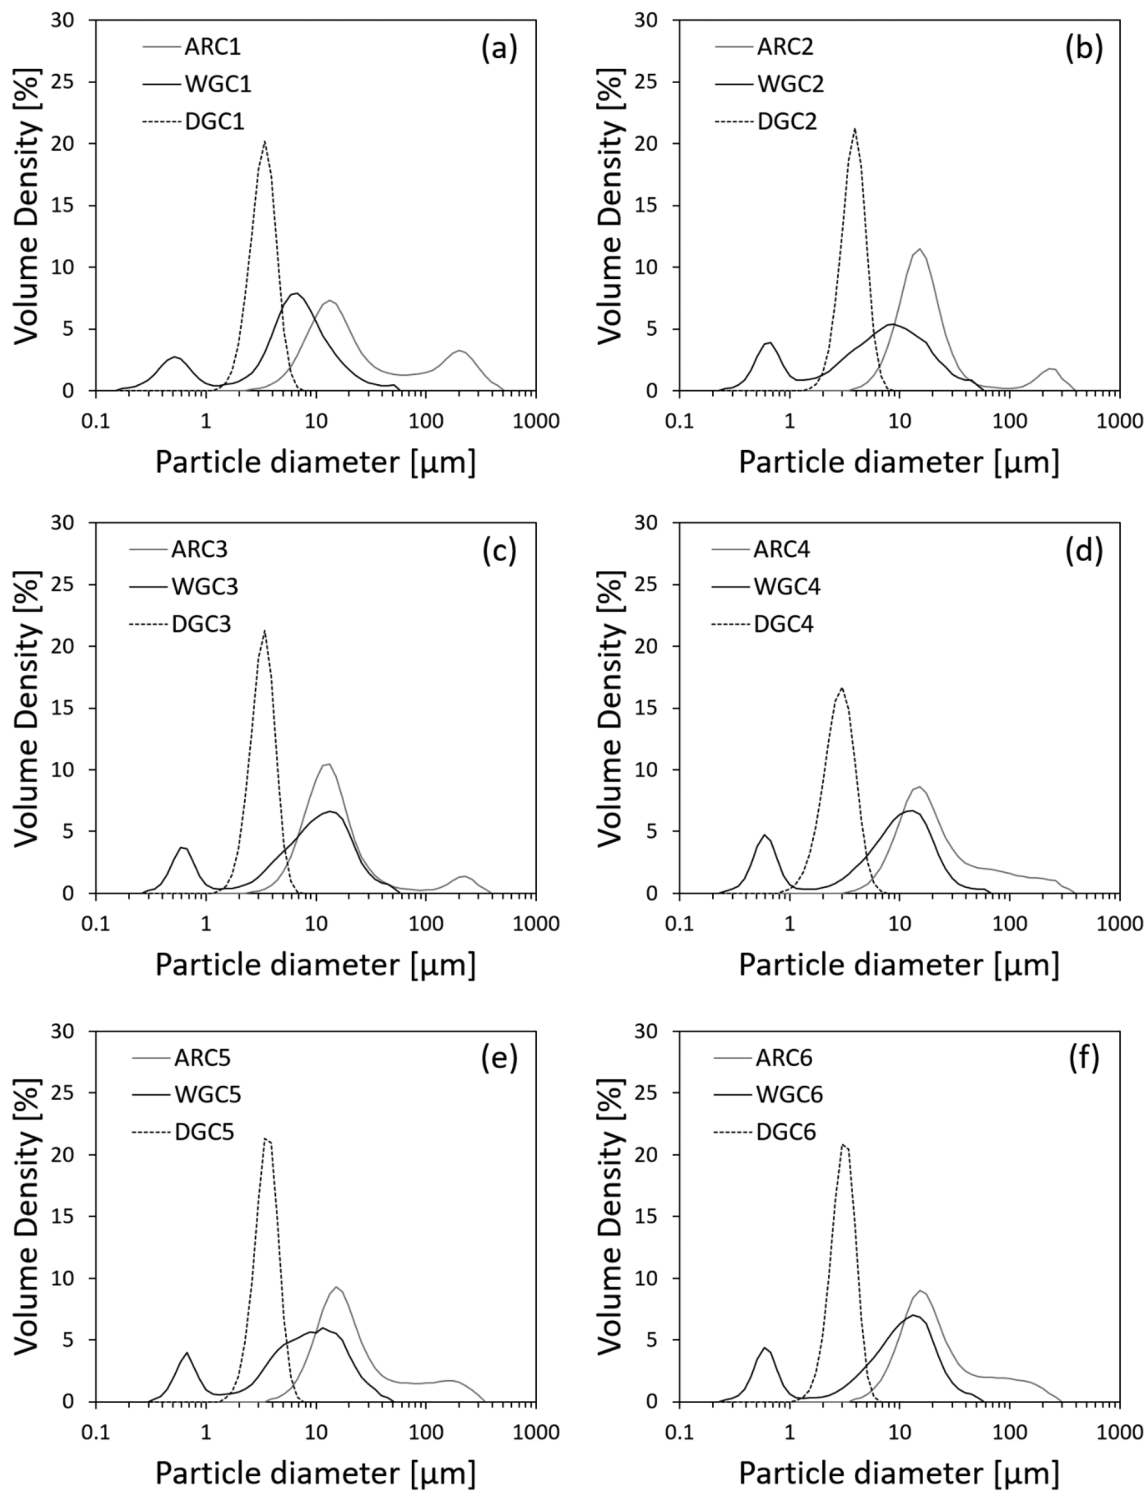 30
25
20
15
10
5
0
Volume Density [%]
ARC1
WGC1
DGC1
(a)
0.1 1 10 100 1000
Particle diameter [µm]
30
25
20
15
10
5
0
Volume Density [%]
ARC2
WGC2
DGC2
(b)
0.1 1 10 100 1000
Particle diameter [µm]
30
25
20
15
10
5
0
Volume Density [%]
ARC3
WGC3
DGC3
(c)
0.1 1 10 100 1000
Particle diameter [µm]
30
25
20
15
10
5
0
Volume Density [%]
ARC4
WGC4
DGC4
(d)
0.1 1 10 100 1000
Particle diameter [µm]
30
25
20
15
10
5
0
Volume Density [%]
ARC5
WGC5
DGC5
(e)
0.1 1 10 100 1000
Particle diameter [µm]
30
25
20
15
10
5
0
Volume Density [%]
ARC6
WGC6
DGC6
(f)
0.1 1 10 100 1000
Particle diameter [µm]